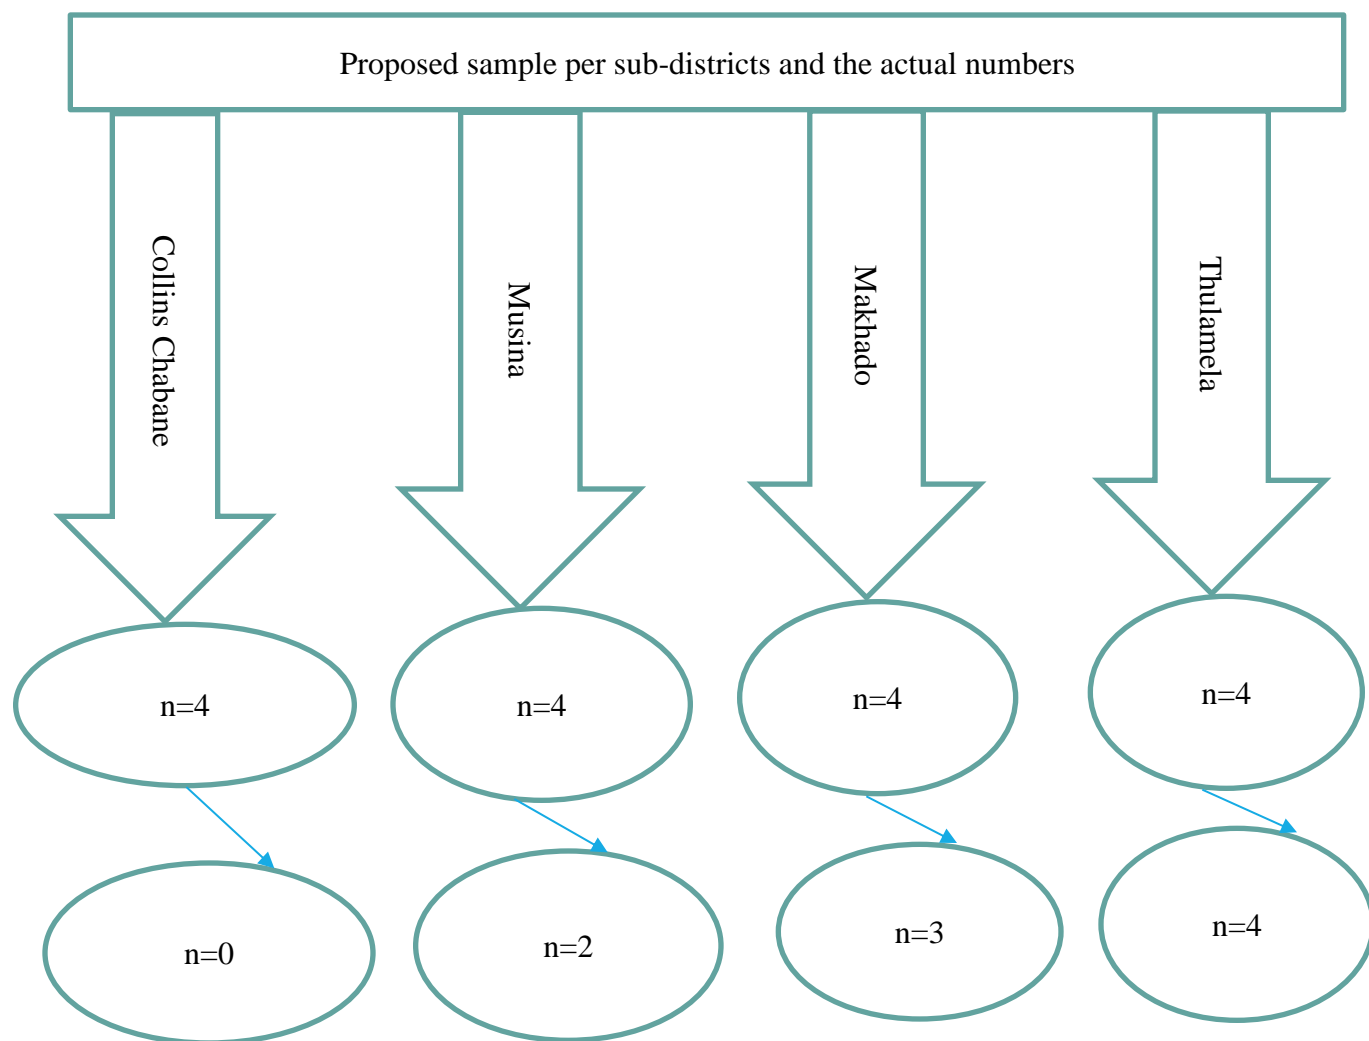 Proposed sample per sub-districts and the actual numbers
Collins Chabane
Musina
Makhado
Thulamela
n=4
n=4
n=4
n=4
n=0
n=2
n=3
n=4